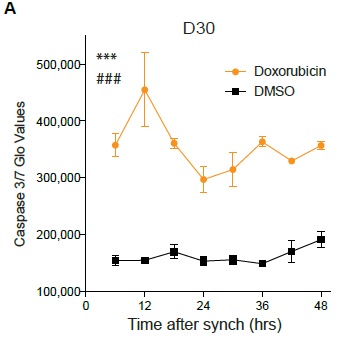 A
D30
***
###
Doxorubicin
DMSO
Caspase 3/7 Glo Values
500,000
400,000
300,000
200,000
100,000
0 12 24 36 48
Time after synch (hrs)